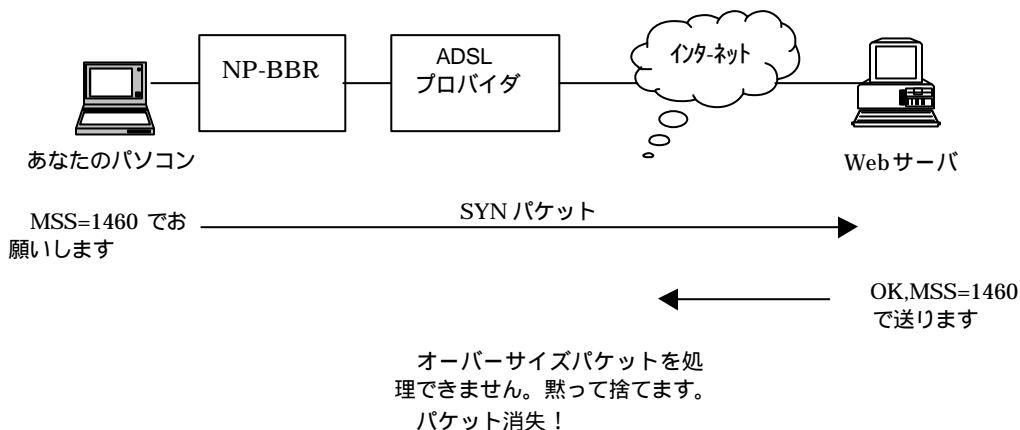 NP-BBR
ADSL
プロバイダ
インターネット
あなたのパソコン
Webサーバ
MSS=1460 でお
願いします
SYN パケット
OK,MSS=1460
で送ります
オーバーサイズパケットを処
理できません。黙って捨てます。
パケット消失！